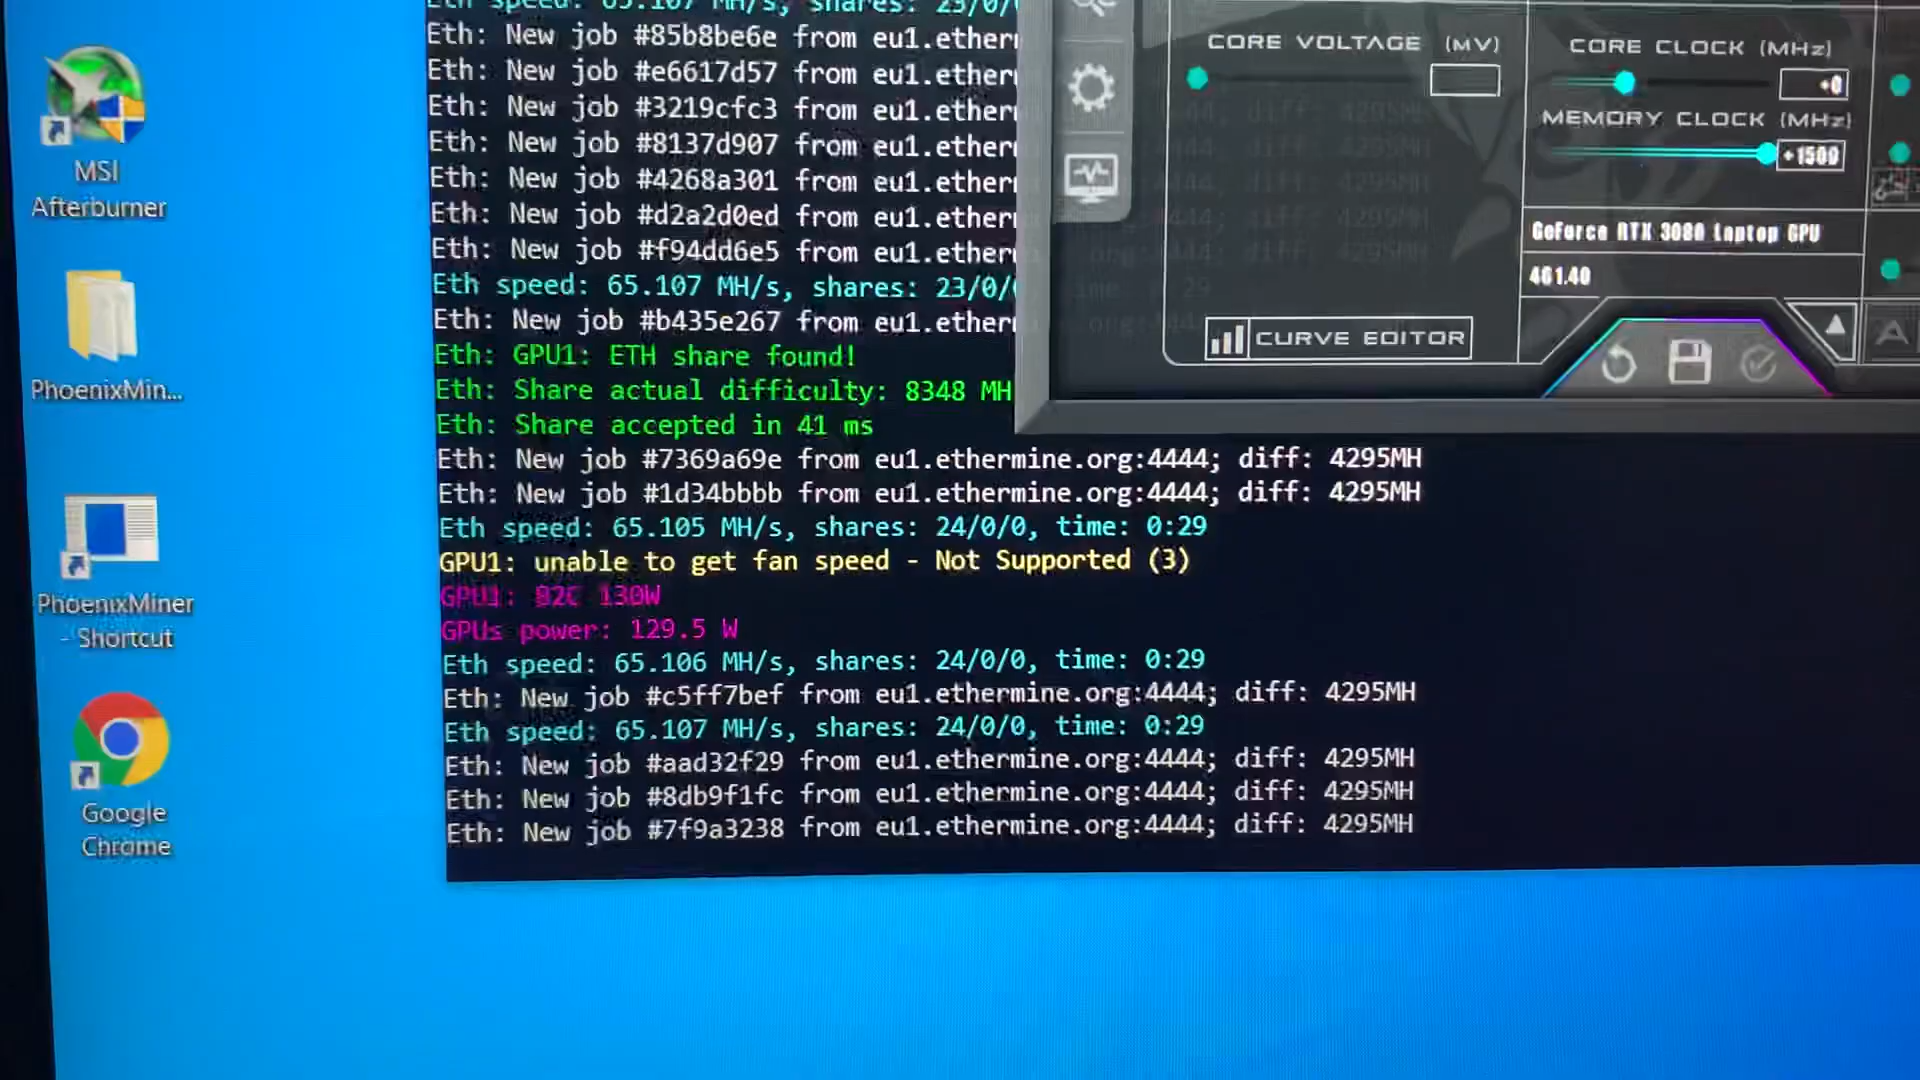 Eth speed: 65.107 MH/s, shares: 23/0/
Eth: New job #85b8be6e from eu1.ether
Eth: New job #e6617d57 from eu1.ether
Eth: New job #3219cfc3 from eu1.ether
Eth: New job #8137d907 from eu1.ether
Eth: New job #4268a301 from eu1.ether
Eth: New job #d2a2d0ed from eu1.ether
Eth: New job #f94dd6e5 from eu1.ether
Eth speed: 65.107 MH/s, shares: 23/0/
Eth: New job #b435e267 from eu1.ether
Eth: GPU1: ETH share found!
Eth: Share actual difficulty: 8348 MH
Eth: Share accepted in 41 ms
Eth: New job #7369a69e from eu1.ethermine.org:4444; diff: 4295MH
Eth: New job #1d34bbbb from eu1.ethermine.org:4444; diff: 4295MH
Eth speed: 65.105 MH/s, shares: 24/0/0, time: 0:29
GPU1: unable to get fan speed - Not Supported (3)
GPU1: 82C 130W
GPUs power: 129.5 W
Eth speed: 65.106 MH/s, shares: 24/0/0, time: 0:29
Eth: New job #c5ff7bef from eu1.ethermine.org:4444; diff: 4295MH
Eth speed: 65.107 MH/s, shares: 24/0/0, time: 0:29
Eth: New job #aad32f29 from eu1.ethermine.org:4444; diff: 4295MH
Eth: New job #8db9f1fc from eu1.ethermine.org:4444; diff: 4295MH
Eth: New job #7f9a3238 from eu1.ethermine.org:4444; diff: 4295MH
CORE VOLTAGE (MV)
CORE CLOCK (MHz)
+0
MEMORY CLOCK (MHz)
+1500
GeForce RTX 3080 Laptop GPU
461.40
CURVE EDITOR
A
MSI
Afterburner
PhoenixMin...
PhoenixMiner
- Shortcut
Google
Chrome